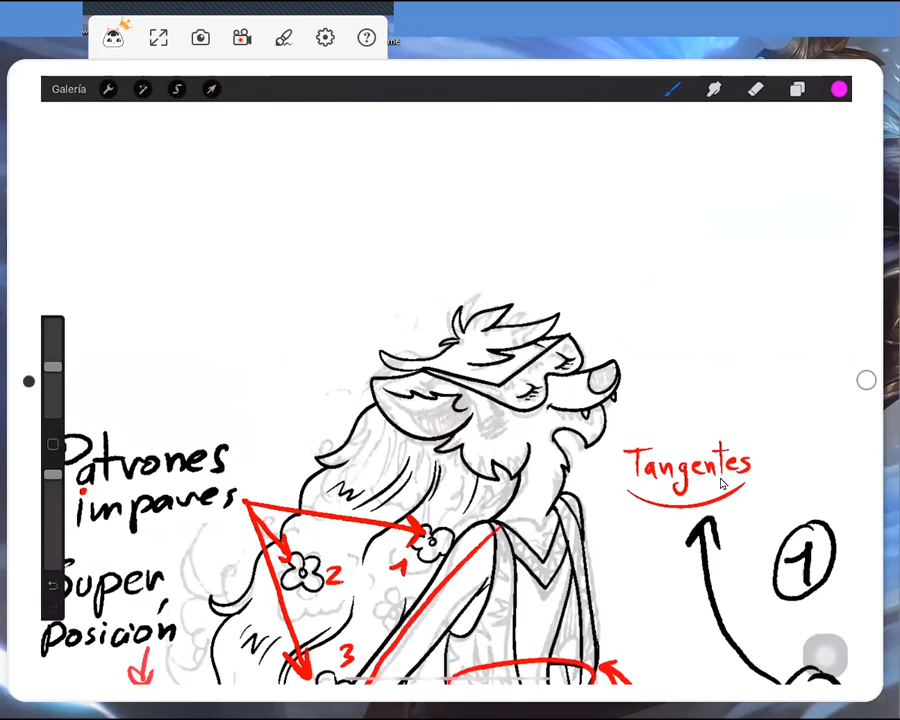 Galería
Patrones
impares
Super
posición
Tangentes
1
2
3
1